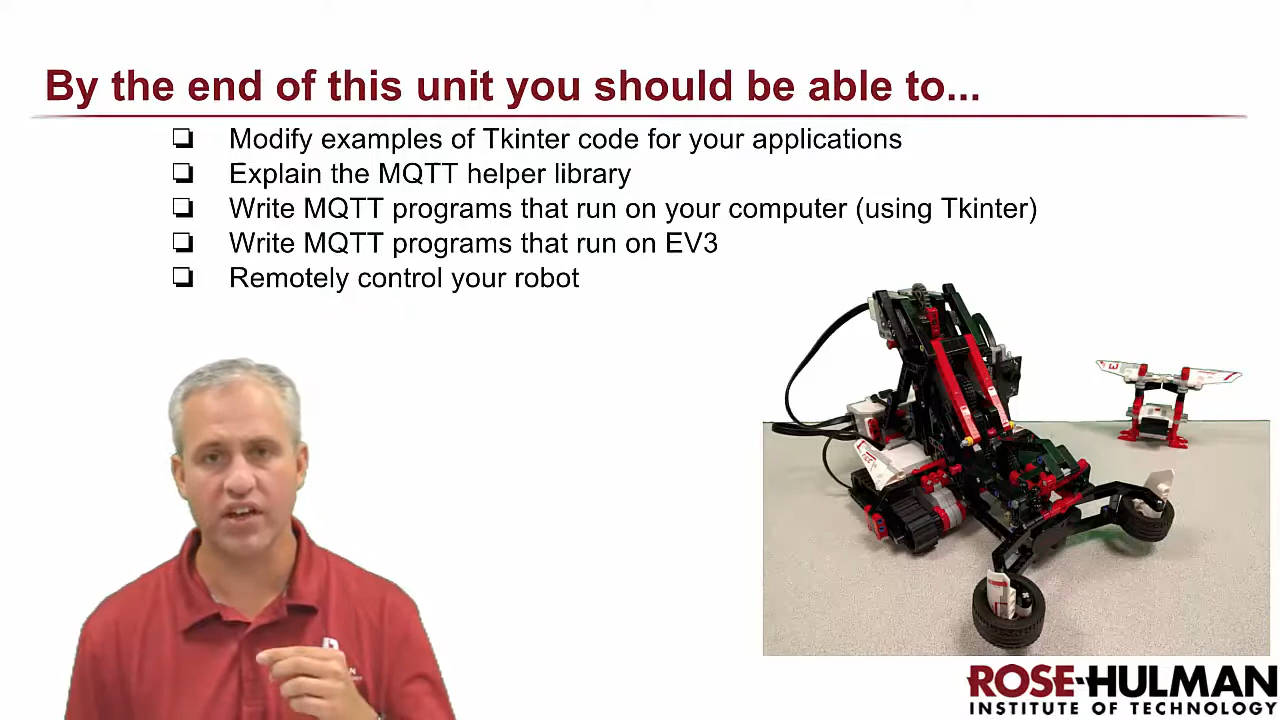 By the end of this unit you should be able to...
❏ Modify examples of Tkinter code for your applications
❏ Explain the MQTT helper library
❏ Write MQTT programs that run on your computer (using Tkinter)
❏ Write MQTT programs that run on EV3
❏ Remotely control your robot
ROSE-HULMAN
INSTITUTE OF TECHNOLOGY